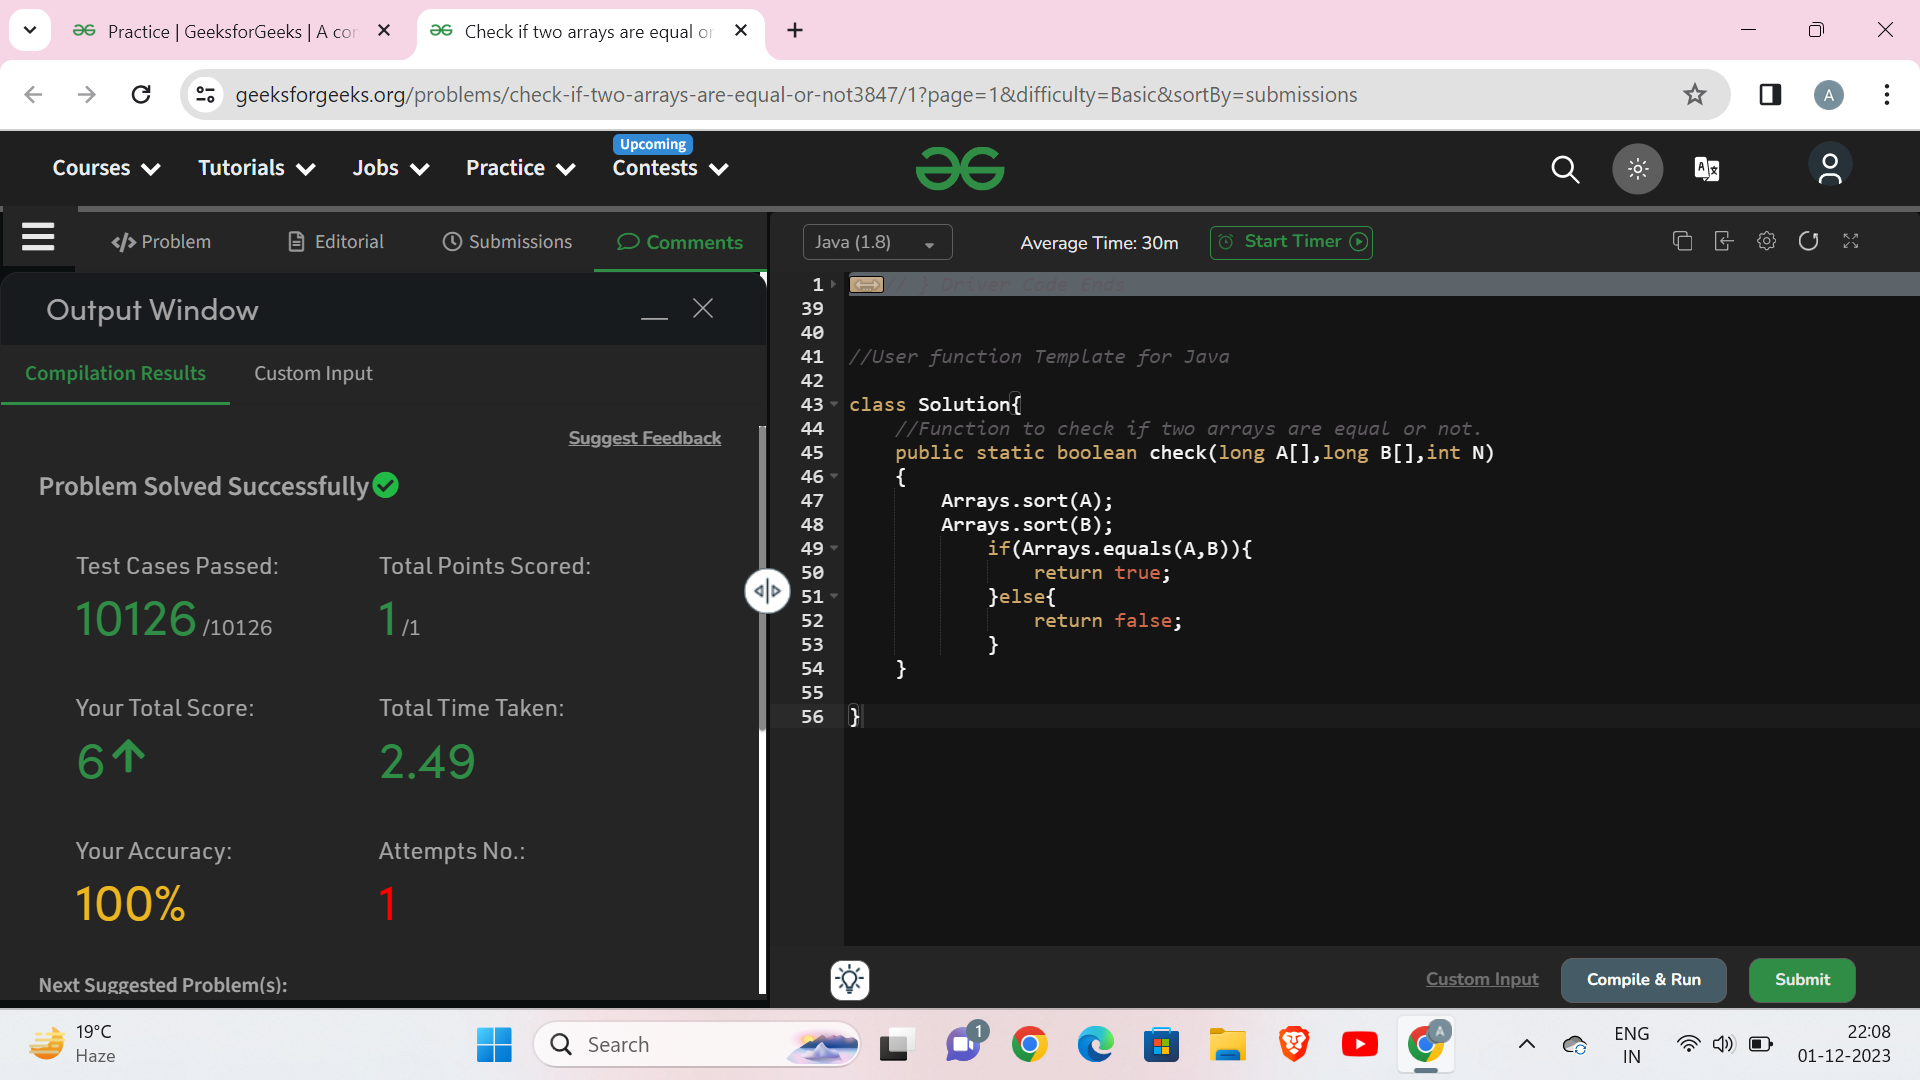 Practice | GeeksforGeeks | A cor
Check if two arrays are equal or
geeksforgeeks.org/problems/check-if-two-arrays-are-equal-or-not3847/1?page=1&difficulty=Basic&sortBy=submissions
A
Upcoming
Courses Tutorials Jobs Practice Contests
Problem Editorial Submissions Comments
Java (1.8) Average Time: 30m Start Timer
Output Window
Compilation Results Custom Input
Suggest Feedback
Problem Solved Successfully
Test Cases Passed: Total Points Scored:
10126 /10126 1 /1
Your Total Score: Total Time Taken:
6 2.49
Your Accuracy: Attempts No.:
100% 1
Next Suggested Problem(s):
1 // } Driver Code Ends
39
40
41 //User function Template for Java
42
43 class Solution{
44 //Function to check if two arrays are equal or not.
45 public static boolean check(long A[],long B[],int N)
46 {
47 Arrays.sort(A);
48 Arrays.sort(B);
49 if(Arrays.equals(A,B)){
50 return true;
51 }else{
52 return false;
53 }
54 }
55
56 }
Custom Input Compile & Run Submit
19°C
Haze
Search
1
A
ENG
IN
22:08
01-12-2023